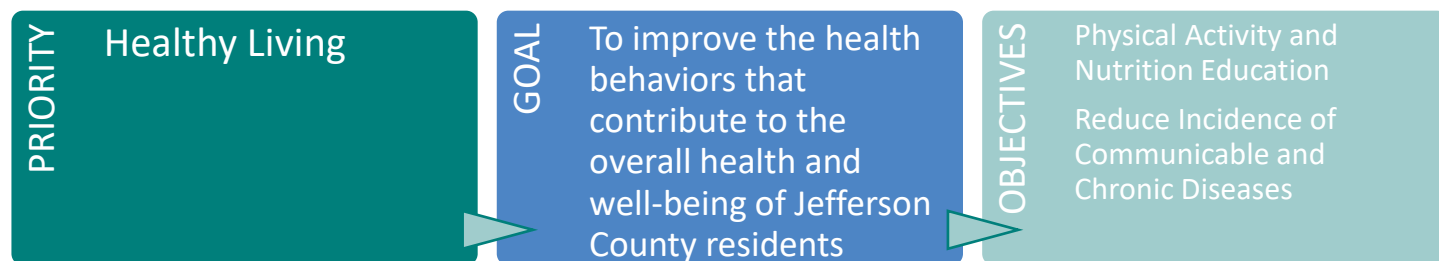 PRIORITY
Healthy Living
GOAL
To improve the health
behaviors that
contribute to the
overall health and
well-being of Jefferson
County residents
OBJECTIVES
Physical Activity and
Nutrition Education
Reduce Incidence of
Communicable and
Chronic Diseases